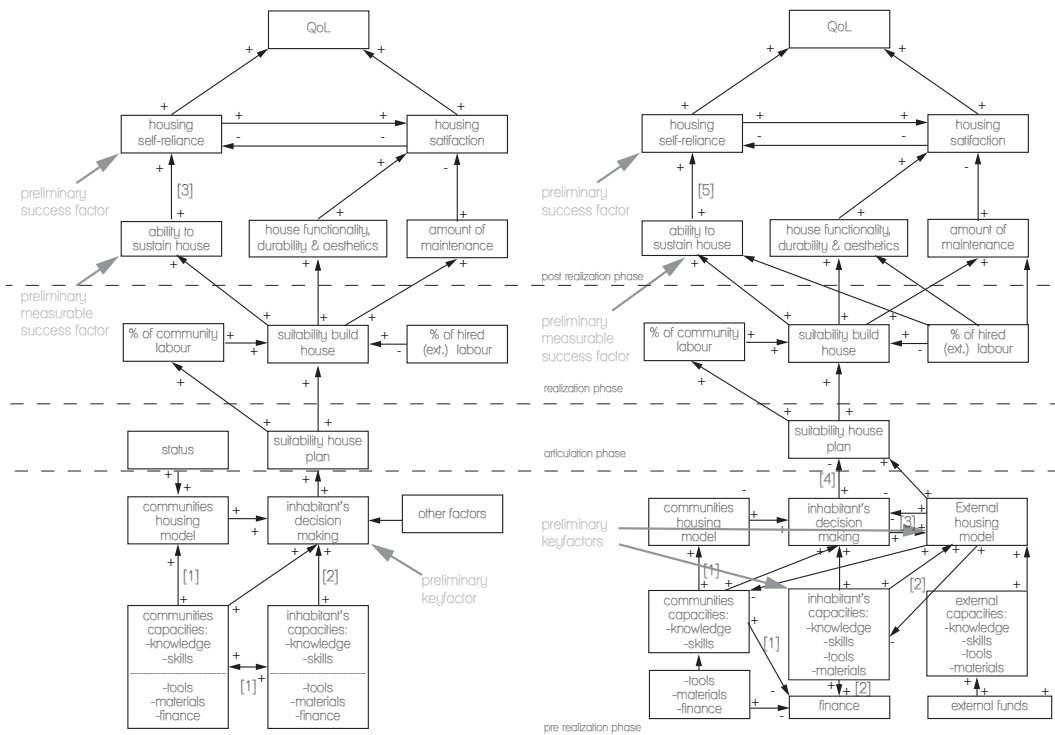 QoL
housing
self-reliance
housing
satifaction
preliminary
success factor
[3]
ability to
sustain house
house functionality,
durability & aesthetics
amount of
maintenance
preliminary
measurable
success factor
% of community
labour
suitability build
house
% of hired
(ext.) labour
status
suitability house
plan
communities
housing
model
inhabitant's
decision
making
other factors
[1]
[2]
preliminary
keyfactor
communities
capacities:
-knowledge
-skills
-tools
-materials
-finance
[1]
inhabitant's
capacities:
-knowledge
-skills
-tools
-materials
-finance
QoL
housing
self-reliance
housing
satifaction
preliminary
success factor
[5]
ability to
sustain house
house functionality,
durability & aesthetics
amount of
maintenance
post realization phase
preliminary
measurable
success factor
% of community
labour
suitability build
house
% of hired
(ext.) labour
realization phase
suitability house
plan
articulation phase
[4]
preliminary
keyfactors
communities
housing
model
inhabitant's
decision
making
[3]
External
housing
model
[1]
[2]
communities
capacities:
-knowledge
-skills
[1]
inhabitant's
capacities:
-knowledge
-skills
-tools
-materials
external
capacities:
-knowledge
-skills
-tools
-materials
-tools
-materials
-finance
[2]
finance
external funds
pre realization phase